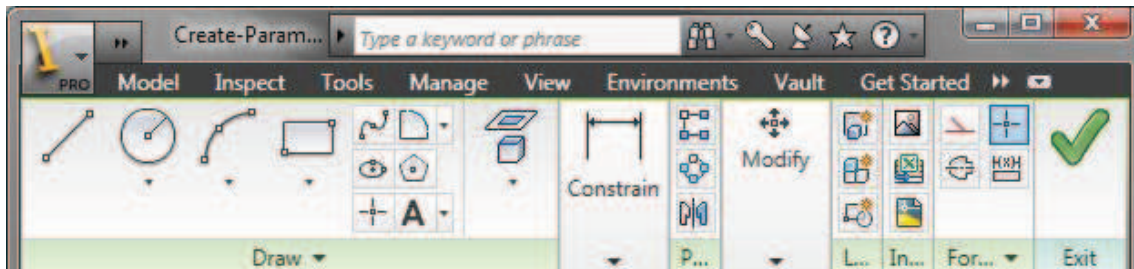 Create-Param... Type a keyword or phrase
PRO Model Inspect Tools Manage View Environments Vault Get Started
Constrain
Modify
Draw P... L... In... For... Exit